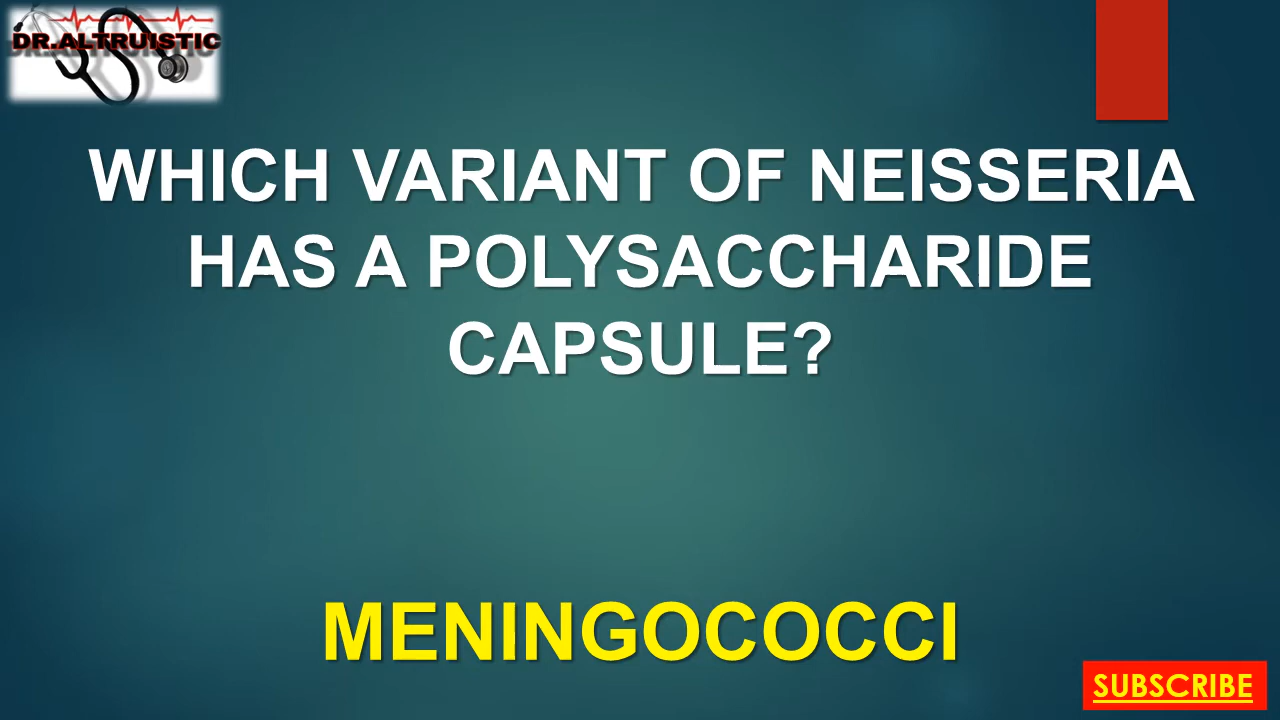 DR.ALTRUISTIC
WHICH VARIANT OF NEISSERIA
HAS A POLYSACCHARIDE
CAPSULE?
MENINGOCOCCI
SUBSCRIBE